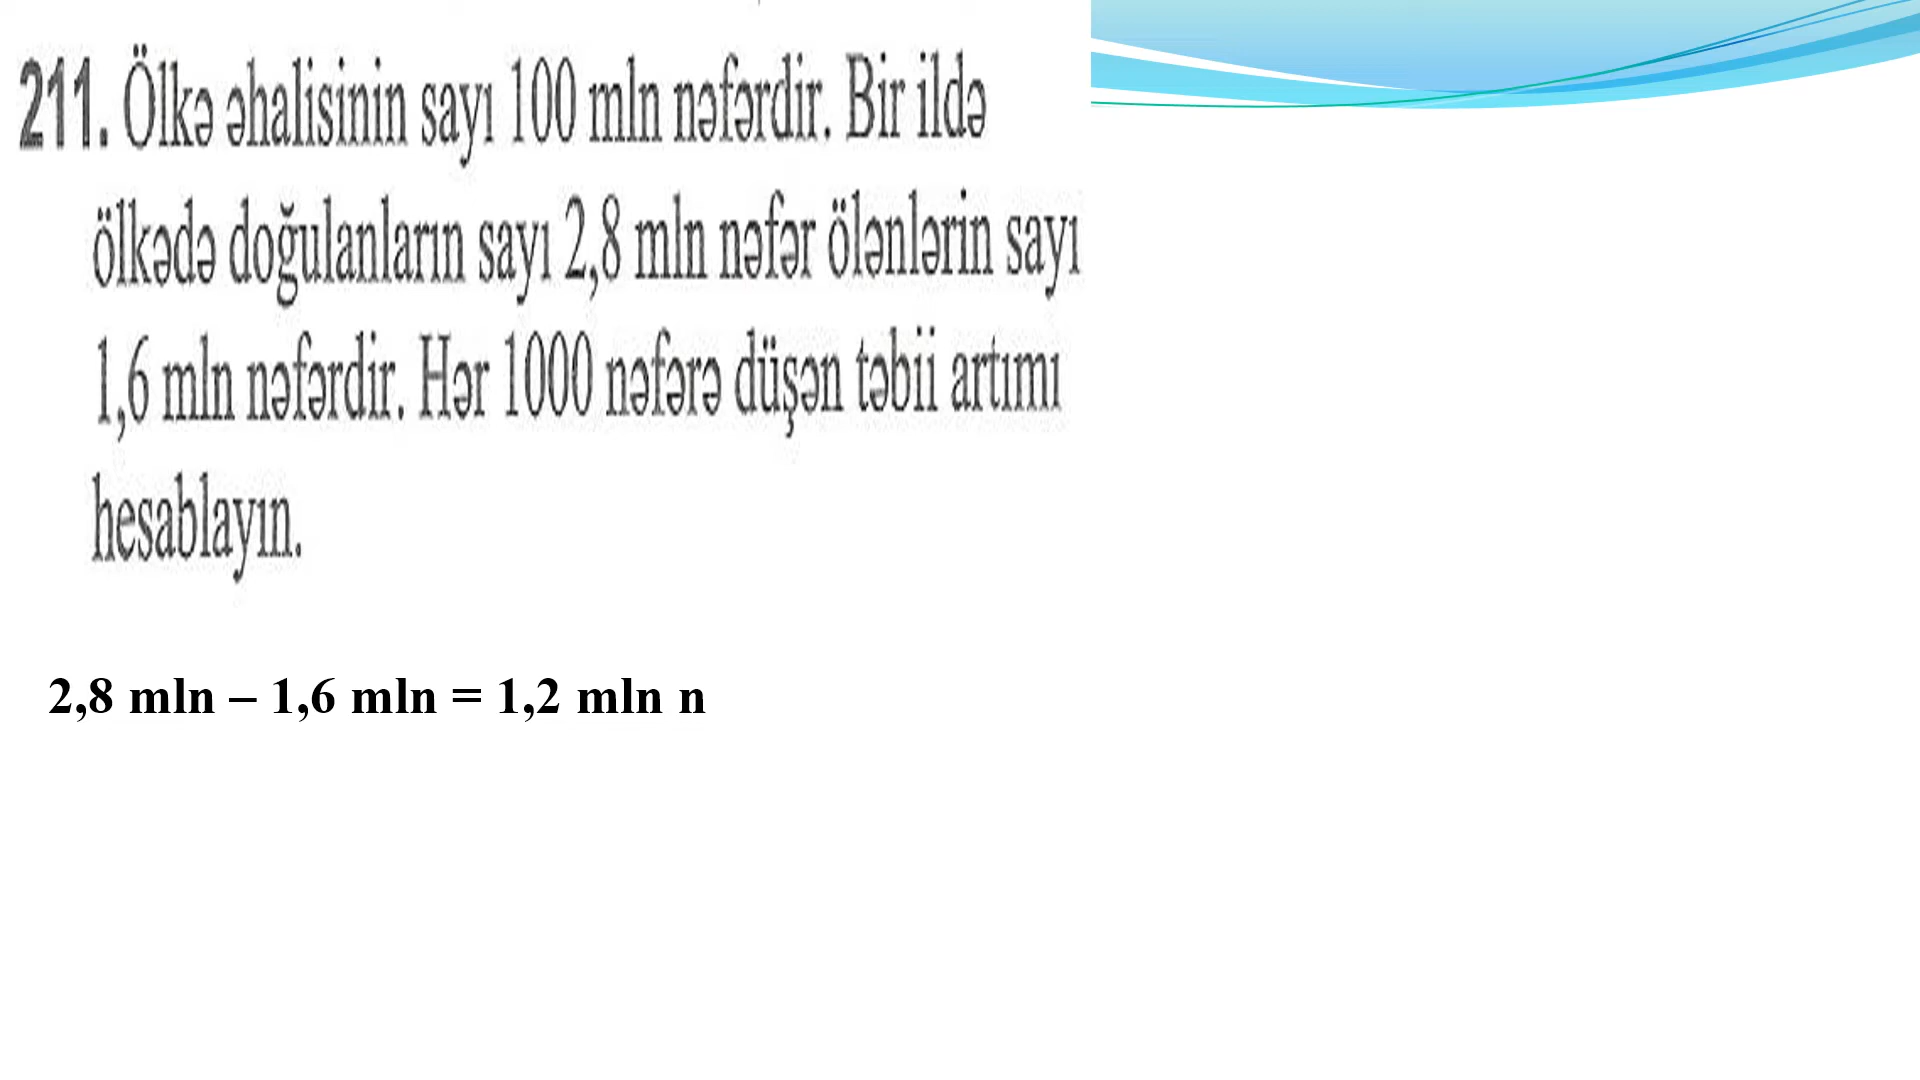 211. Ölkə əhalisinin sayı 100 mln nəfərdir. Bir ildə
ölkədə doğulanların sayı 2,8 mln nəfər ölənlərin sayı
1,6 mln nəfərdir. Hər 1000 nəfərə düşən təbii artımı
hesablayın.
2,8 mln – 1,6 mln = 1,2 mln n